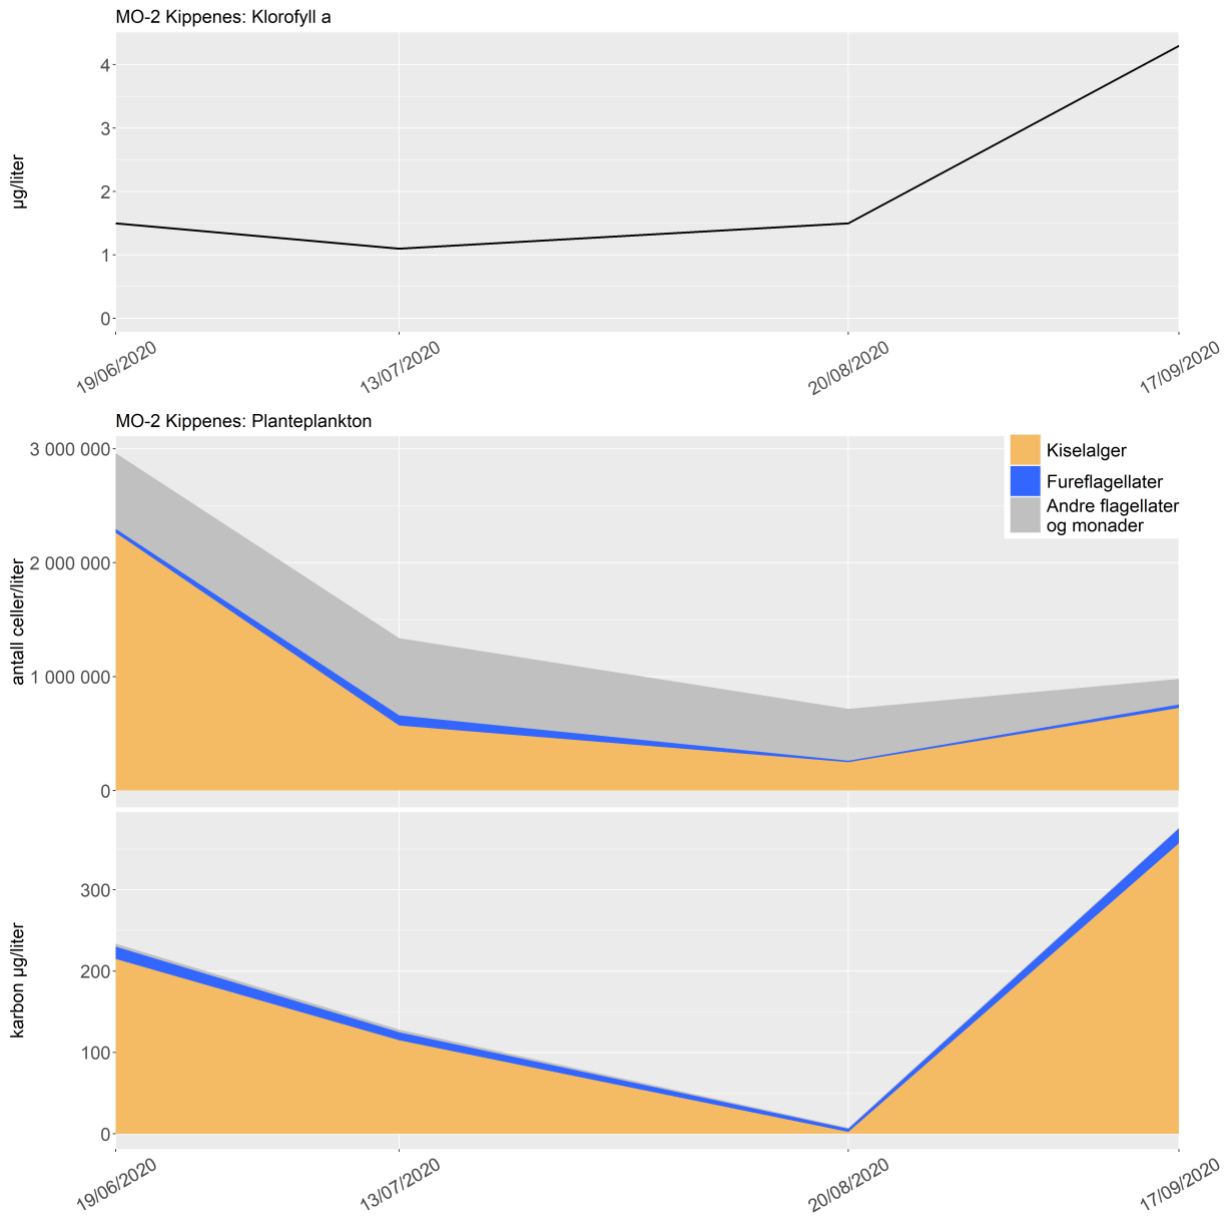 MO-2 Kippenes: Klorofyll a
µg/liter
4
3
2
1
0
19/06/2020
13/07/2020
20/08/2020
17/09/2020
MO-2 Kippenes: Planteplankton
antall celler/liter
3 000 000
2 000 000
1 000 000
0
Kiselalger
Fureflagellater
Andre flagellater
og monader
karbon µg/liter
300
200
100
0
19/06/2020
13/07/2020
20/08/2020
17/09/2020